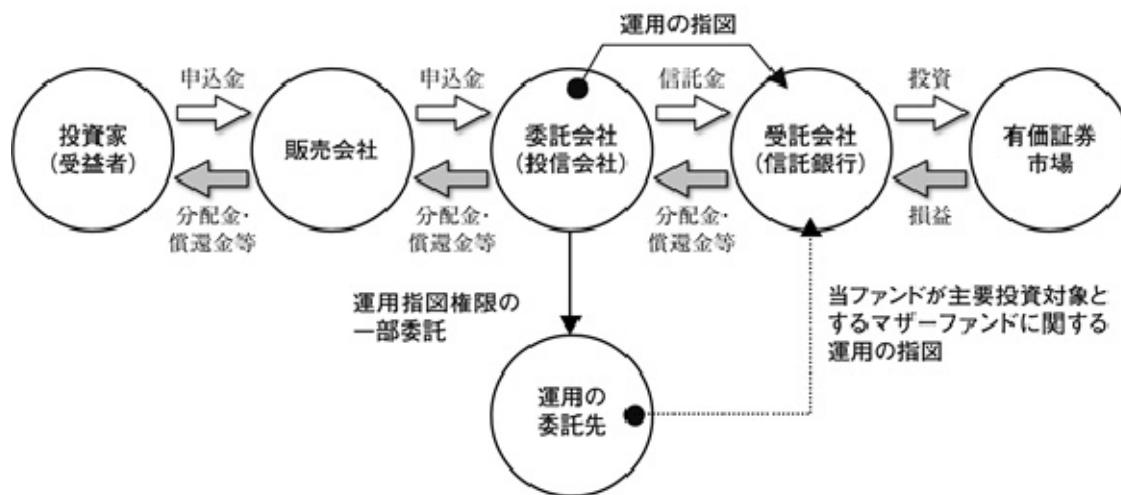 運用の指図
申込金
申込金
信託金
投資
投資家
(受益者)
販売会社
委託会社
(投信会社)
受託会社
(信託銀行)
有価証券
市場
分配金・
償還金等
分配金・
償還金等
分配金・
償還金等
損益
運用指図権限の
一部委託
当ファンドが主要投資対象と
するマザーファンドに関する
運用の指図
運用の
委託先